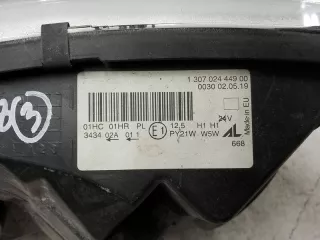 1 307 024 449 00
0030 02.05.19
01HC 01HR PL E1 12,5 H1 H1 24V
3434 02A 01 1 PY21W W5W AL
668
Made in EU
3